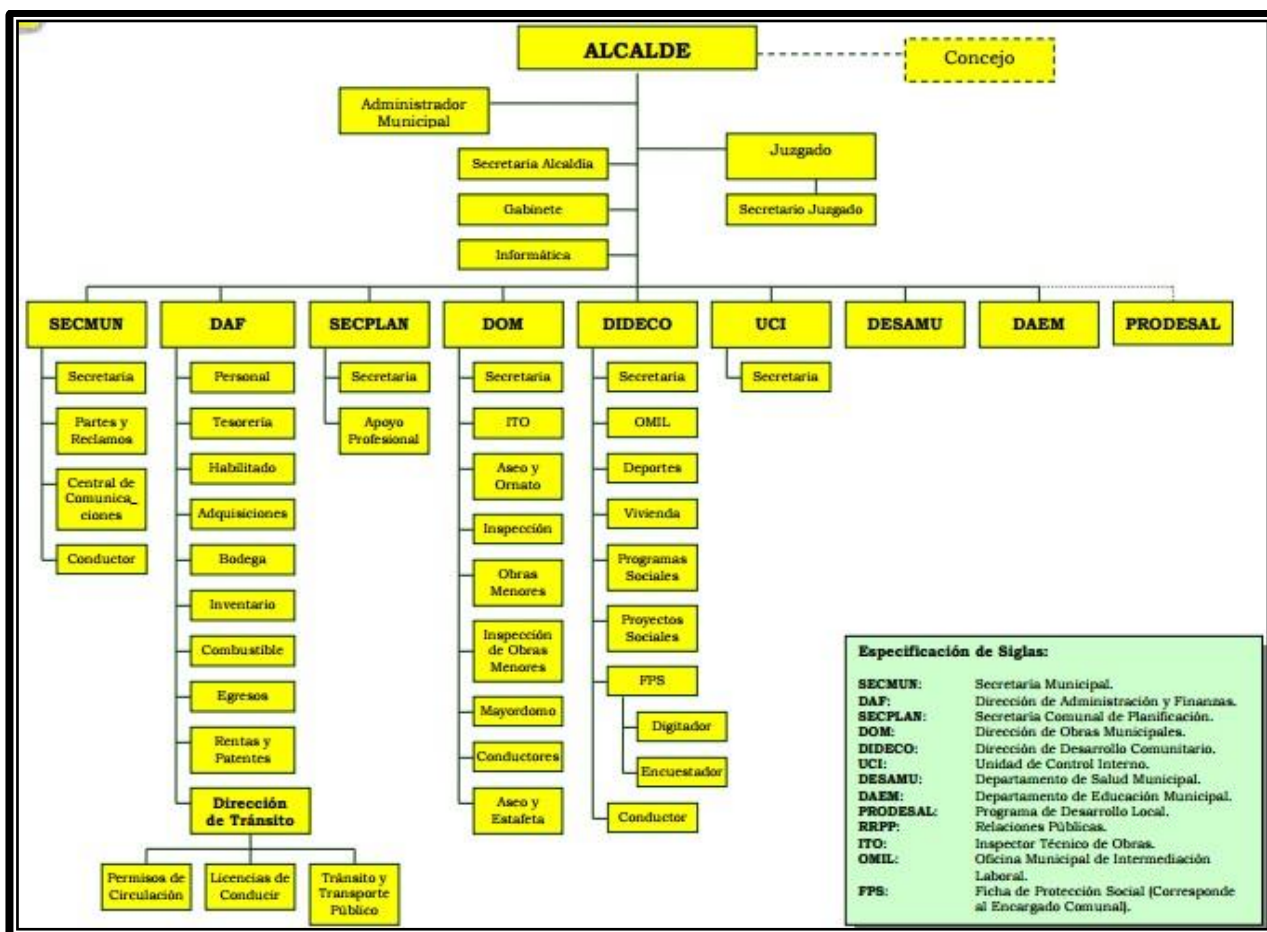 ALCALDE
Concejo
Administrador
Municipal
Juzgado
Secretaria Alcaldía
Secretario Juzgado
Gabinete
Informática
SECMUN
DAF
SECPLAN
DOM
DIDECO
UCI
DESAMU
DAEM
PRODESAL
Secretaria
Partes y
Reclamos
Central de
Comunica_
ciones
Conductor
Personal
Tesorería
Habilitado
Adquisiciones
Bodega
Inventario
Combustible
Egresos
Rentas y
Patentes
Dirección
de Tránsito
Permisos de
Circulación
Licencias de
Conducir
Tránsito y
Transporte
Público
Secretaria
Apoyo
Profesional
Secretaria
ITO
Aseo y
Ornato
Inspección
Obras
Menores
Inspección
de Obras
Menores
Mayordomo
Conductores
Aseo y
Estafeta
Secretaria
OMIL
Deportes
Vivienda
Programas
Sociales
Proyectos
Sociales
FPS
Digitador
Encuestador
Conductor
Secretaria
Especificación de Siglas:
SECMUN: Secretaría Municipal.
DAF: Dirección de Administración y Finanzas.
SECPLAN: Secretaría Comunal de Planificación.
DOM: Dirección de Obras Municipales.
DIDECO: Dirección de Desarrollo Comunitario.
UCI: Unidad de Control Interno.
DESAMU: Departamento de Salud Municipal.
DAEM: Departamento de Educación Municipal.
PRODESAL: Programa de Desarrollo Local.
RRPP: Relaciones Públicas.
ITO: Inspector Técnico de Obras.
OMIL: Oficina Municipal de Intermediación
Laboral.
FPS: Ficha de Protección Social (Corresponde
al Encargado Comunal).